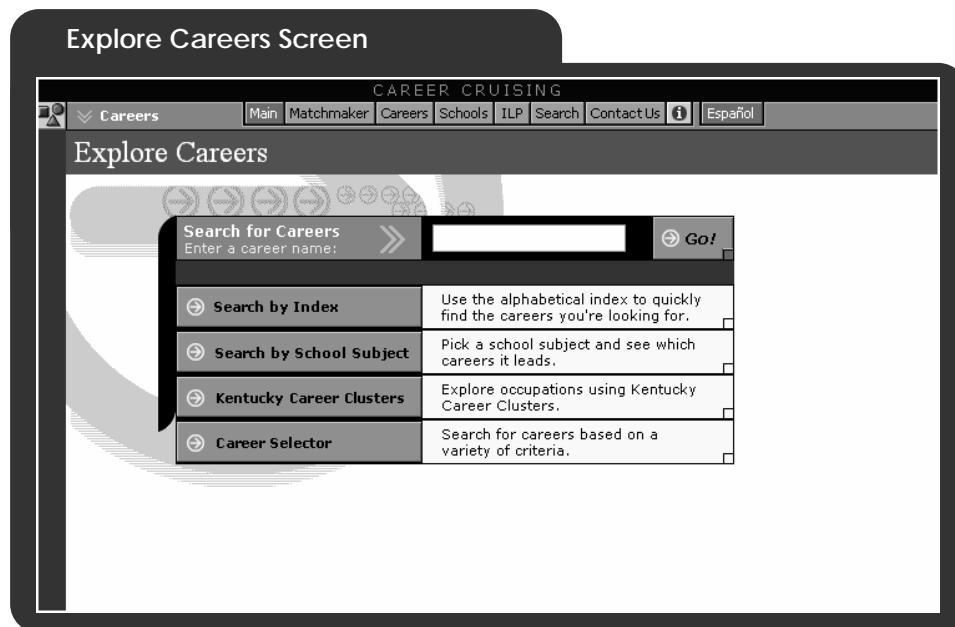 Explore Careers Screen
CAREER CRUISING
Careers Main Matchmaker Careers Schools ILP Search Contact Us i Español
Explore Careers
Search for Careers
Enter a career name:
Go!
Search by Index
Use the alphabetical index to quickly
find the careers you're looking for.
Search by School Subject
Pick a school subject and see which
careers it leads.
Kentucky Career Clusters
Explore occupations using Kentucky
Career Clusters.
Career Selector
Search for careers based on a
variety of criteria.